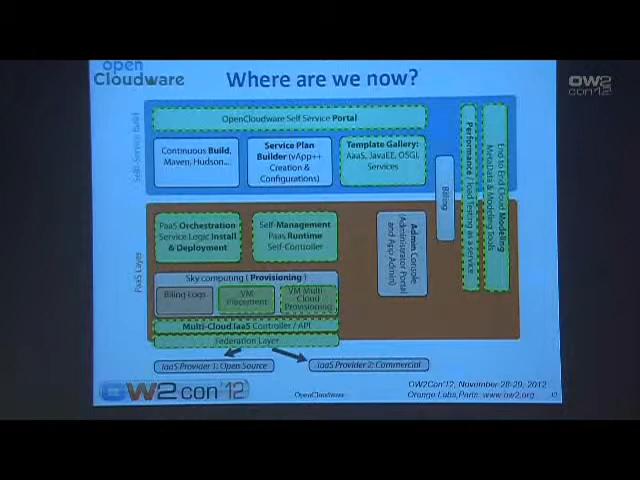 open
Cloudware
Where are we now?
OW2
con'12
Self-Service Build
OpenCloudware Self Service Portal
Continuous Build,
Maven, Hudson...
Service Plan
Builder (vApp++
Creation &
Configurations)
Template Gallery:
AaaS, JavaEE, OSGi,
Services
Billing
Performance / load Testing as a service
End to End Cloud Modelling
MetaData & Modeling Tools
PaaS Layer
PaaS Orchestration
Service Logic Install
& Deployment
Self-Management
PaaS Runtime
Self-Controller
Admin Console
Administrator Portal
and App Admin)
Sky computing ( Provisioning )
Billing Logs
VM
Placement
VM Multi-
Cloud
Provisioning
Multi-Cloud IaaS Controller / API
Federation Layer
IaaS Provider 1: Open Source
IaaS Provider 2: Commercial
OW2con'12
OpenCloudware
OW2Con'12, November 28-29, 2012
Orange Labs, Paris. www.ow2.org